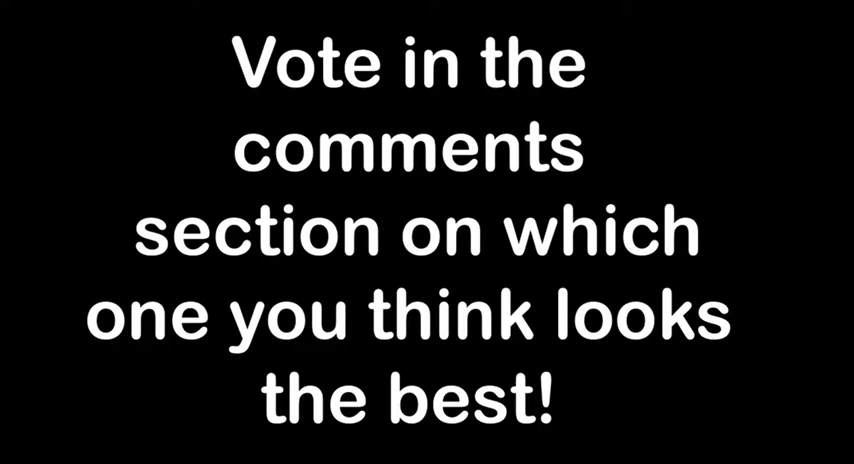 Vote in the
comments
section on which
one you think looks
the best!